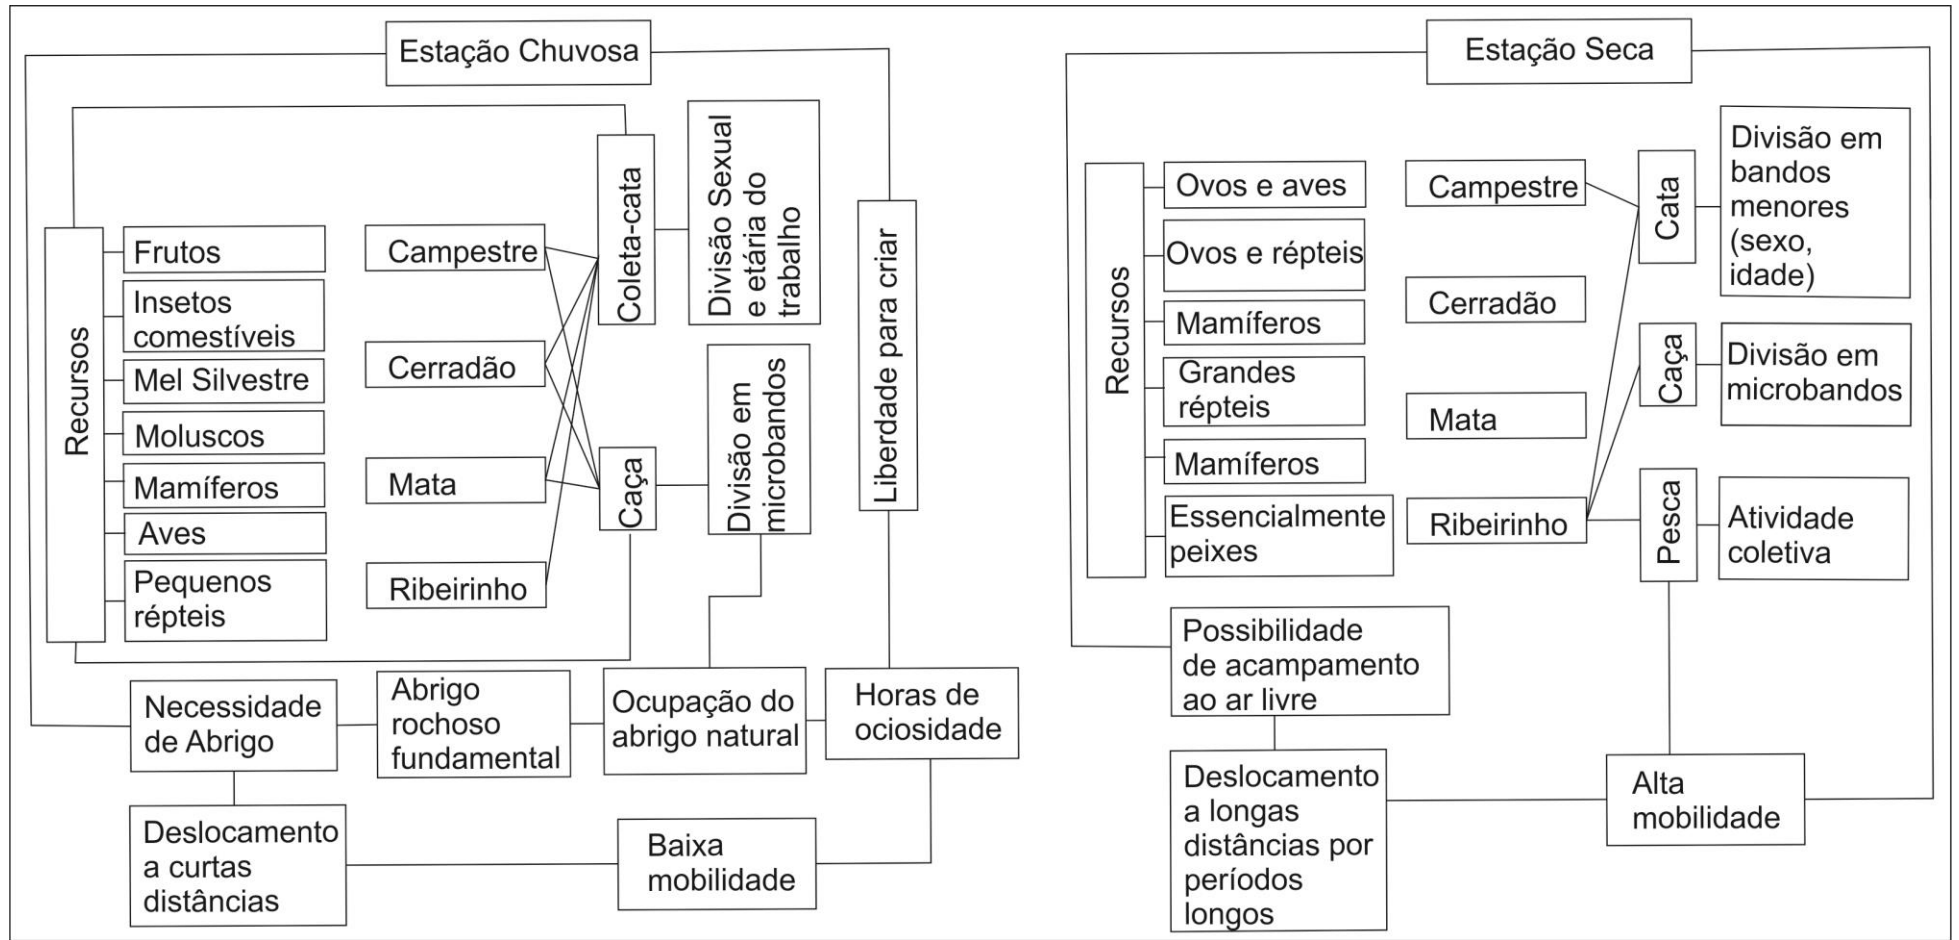 Estação Chuvosa
Recursos
Frutos
Insetos
comestíveis
Mel Silvestre
Moluscos
Mamíferos
Aves
Pequenos
répteis
Campestre
Cerradão
Mata
Ribeirinho
Coleta-cata
Caça
Divisão Sexual
e etária do
trabalho
Divisão em
microbandos
Liberdade para criar
Necessidade
de Abrigo
Abrigo
rochoso
fundamental
Ocupação do
abrigo natural
Horas de
ociosidade
Deslocamento
a curtas
distâncias
Baixa
mobilidade
Estação Seca
Recursos
Ovos e aves
Ovos e répteis
Mamíferos
Grandes
répteis
Mamíferos
Essencialmente
peixes
Campestre
Cerradão
Mata
Ribeirinho
Cata
Caça
Pesca
Divisão em
bandos
menores
(sexo,
idade)
Divisão em
microbandos
Atividade
coletiva
Possibilidade
de acampamento
ao ar livre
Deslocamento
a longas
distâncias por
períodos
longos
Alta
mobilidade